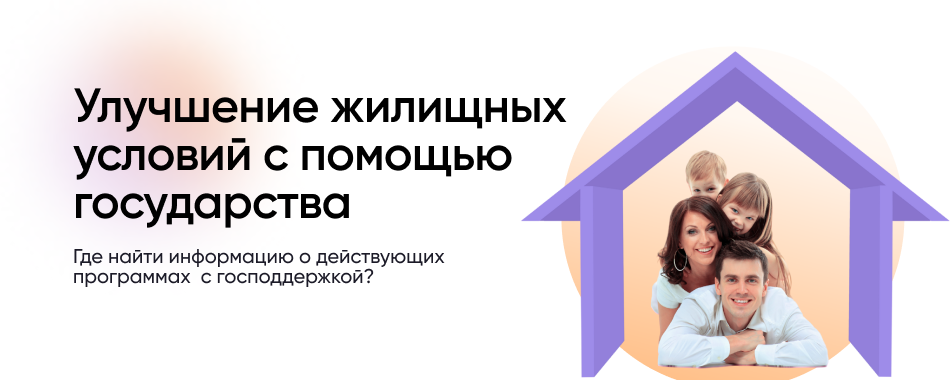 Улучшение жилищных
условий с помощью
государства
Где найти информацию о действующих
программах  с господдержкой?